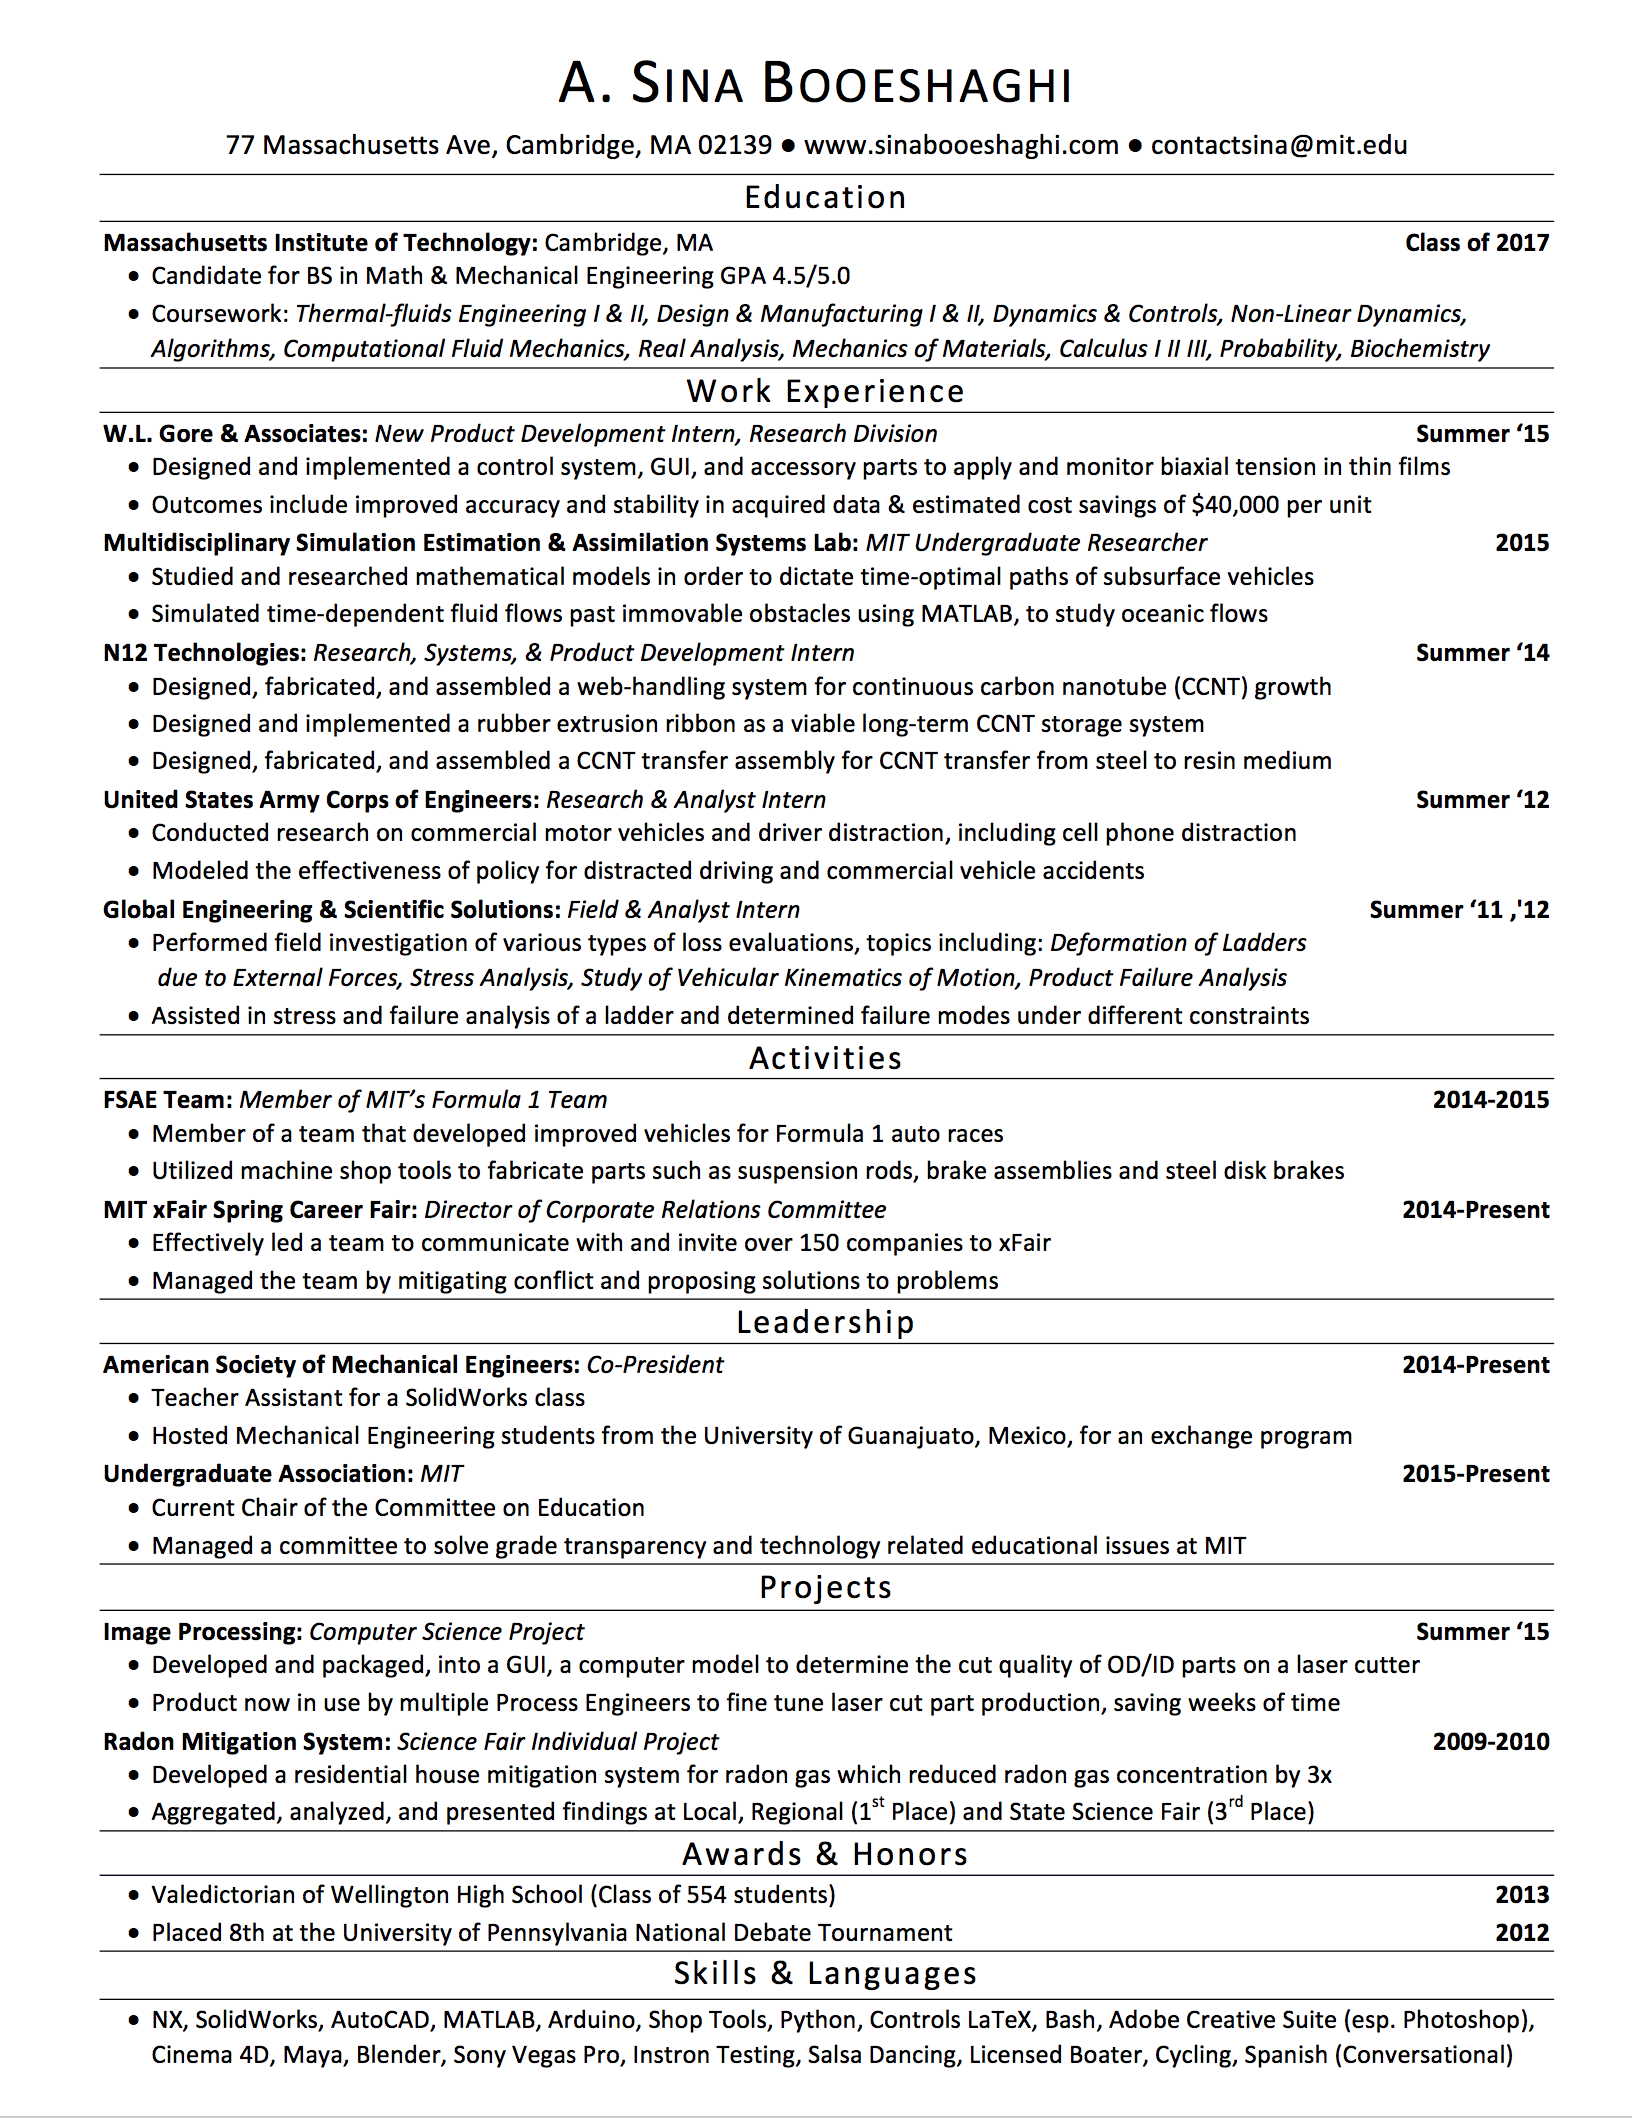 A. SINA BOOESHAGHI
77 Massachusetts Ave, Cambridge, MA 02139 ● www.sinabooeshaghi.com ● contactsina@mit.edu
Education
Massachusetts Institute of Technology: Cambridge, MA Class of 2017
• Candidate for BS in Math & Mechanical Engineering GPA 4.5/5.0
• Coursework: Thermal-fluids Engineering I & II, Design & Manufacturing I & II, Dynamics & Controls, Non-Linear Dynamics,
Algorithms, Computational Fluid Mechanics, Real Analysis, Mechanics of Materials, Calculus I II III, Probability, Biochemistry
Work Experience
W.L. Gore & Associates: New Product Development Intern, Research Division Summer ‘15
• Designed and implemented a control system, GUI, and accessory parts to apply and monitor biaxial tension in thin films
• Outcomes include improved accuracy and stability in acquired data & estimated cost savings of $40,000 per unit
Multidisciplinary Simulation Estimation & Assimilation Systems Lab: MIT Undergraduate Researcher 2015
• Studied and researched mathematical models in order to dictate time-optimal paths of subsurface vehicles
• Simulated time-dependent fluid flows past immovable obstacles using MATLAB, to study oceanic flows
N12 Technologies: Research, Systems, & Product Development Intern Summer ‘14
• Designed, fabricated, and assembled a web-handling system for continuous carbon nanotube (CCNT) growth
• Designed and implemented a rubber extrusion ribbon as a viable long-term CCNT storage system
• Designed, fabricated, and assembled a CCNT transfer assembly for CCNT transfer from steel to resin medium
United States Army Corps of Engineers: Research & Analyst Intern Summer ‘12
• Conducted research on commercial motor vehicles and driver distraction, including cell phone distraction
• Modeled the effectiveness of policy for distracted driving and commercial vehicle accidents
Global Engineering & Scientific Solutions: Field & Analyst Intern Summer ‘11 ,'12
• Performed field investigation of various types of loss evaluations, topics including: Deformation of Ladders
due to External Forces, Stress Analysis, Study of Vehicular Kinematics of Motion, Product Failure Analysis
• Assisted in stress and failure analysis of a ladder and determined failure modes under different constraints
Activities
FSAE Team: Member of MIT’s Formula 1 Team 2014-2015
• Member of a team that developed improved vehicles for Formula 1 auto races
• Utilized machine shop tools to fabricate parts such as suspension rods, brake assemblies and steel disk brakes
MIT xFair Spring Career Fair: Director of Corporate Relations Committee 2014-Present
• Effectively led a team to communicate with and invite over 150 companies to xFair
• Managed the team by mitigating conflict and proposing solutions to problems
Leadership
American Society of Mechanical Engineers: Co-President 2014-Present
• Teacher Assistant for a SolidWorks class
• Hosted Mechanical Engineering students from the University of Guanajuato, Mexico, for an exchange program
Undergraduate Association: MIT 2015-Present
• Current Chair of the Committee on Education
• Managed a committee to solve grade transparency and technology related educational issues at MIT
Projects
Image Processing: Computer Science Project Summer ‘15
• Developed and packaged, into a GUI, a computer model to determine the cut quality of OD/ID parts on a laser cutter
• Product now in use by multiple Process Engineers to fine tune laser cut part production, saving weeks of time
Radon Mitigation System: Science Fair Individual Project 2009-2010
• Developed a residential house mitigation system for radon gas which reduced radon gas concentration by 3x
• Aggregated, analyzed, and presented findings at Local, Regional (1st Place) and State Science Fair (3rd Place)
Awards & Honors
• Valedictorian of Wellington High School (Class of 554 students) 2013
• Placed 8th at the University of Pennsylvania National Debate Tournament 2012
Skills & Languages
• NX, SolidWorks, AutoCAD, MATLAB, Arduino, Shop Tools, Python, Controls LaTeX, Bash, Adobe Creative Suite (esp. Photoshop),
Cinema 4D, Maya, Blender, Sony Vegas Pro, Instron Testing, Salsa Dancing, Licensed Boater, Cycling, Spanish (Conversational)